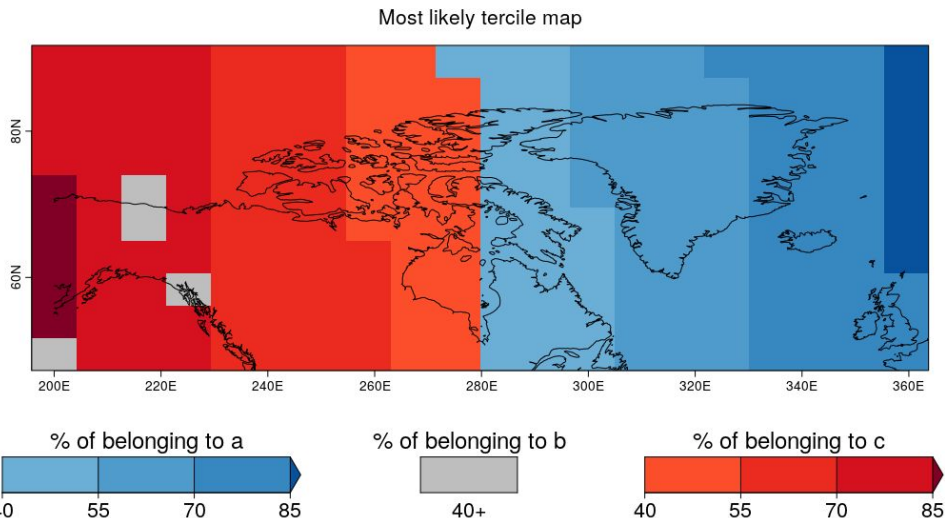 Most likely tercile map
80N
60N
200E 220E 240E 260E 280E 300E 320E 340E 360E
% of belonging to a % of belonging to b % of belonging to c
40 55 70 85 40+ 40 55 70 85